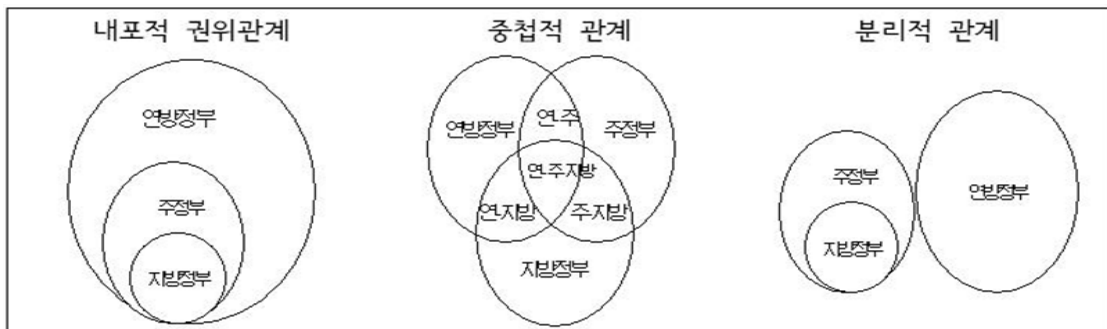 내포적 권위관계
연방정부
주정부
지방정부
중첩적 관계
연방정부
연·주
주정부
연·주·지방
연·지방
주·지방
지방정부
분리적 관계
주정부
지방정부
연방정부